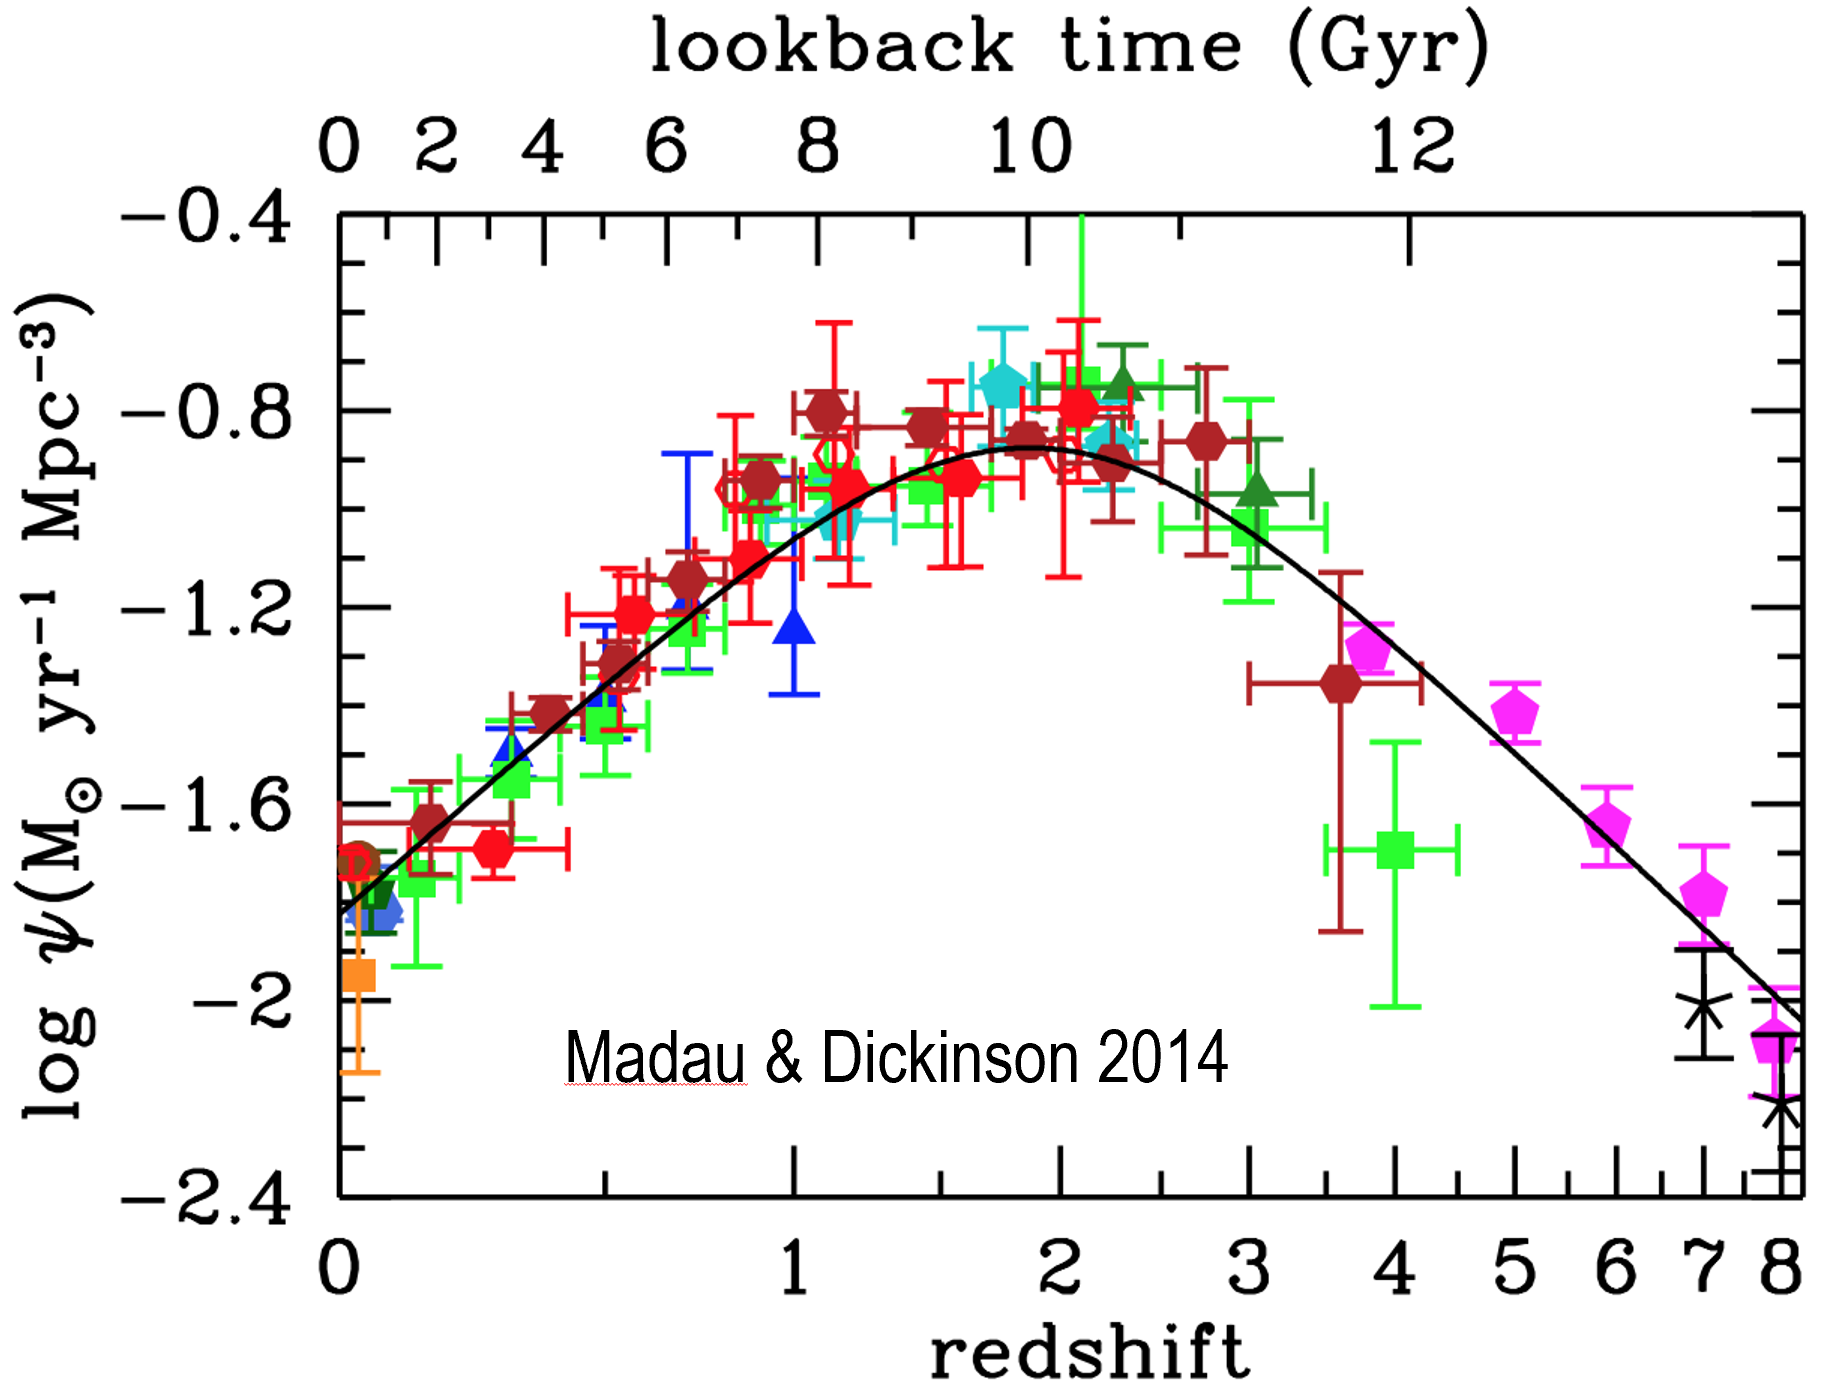 lookback time (Gyr)
0 2 4 6 8 10 12
−0.4
−0.8
−1.2
−1.6
−2
−2.4
log ψ(M⊙ yr⁻¹ Mpc⁻³)
Madau & Dickinson 2014
0 1 2 3 4 5 6 7 8
redshift